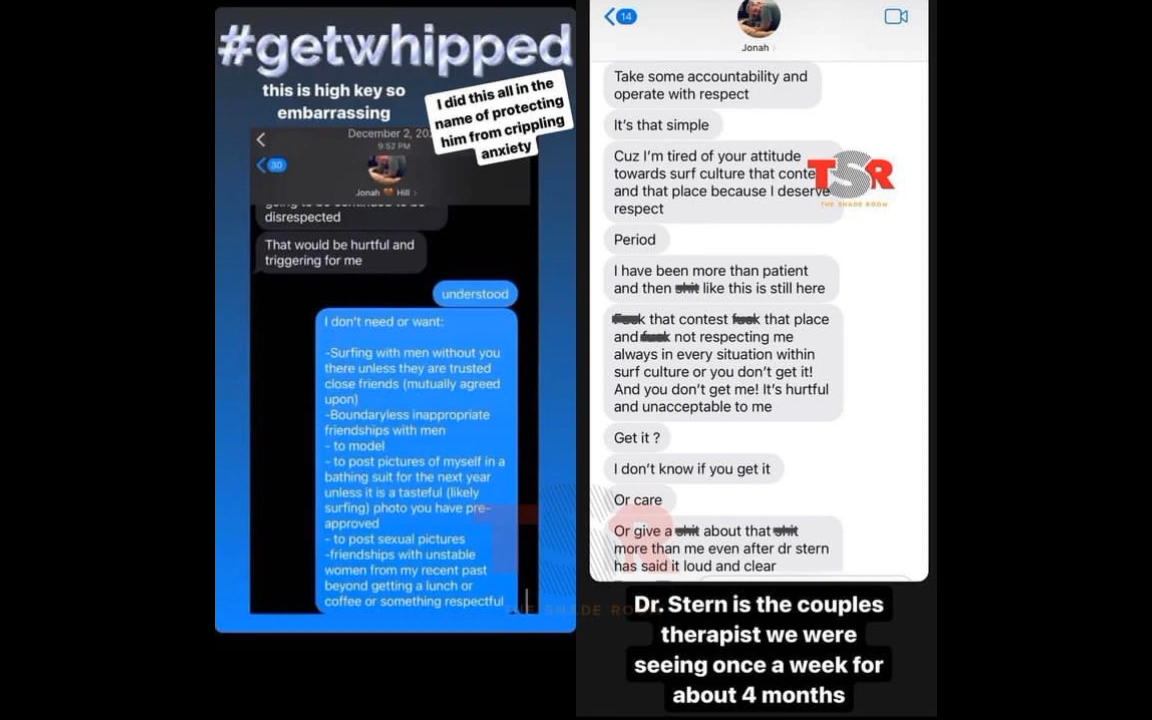 #getwhipped
this is high key so
embarrassing
I did this all in the
name of protecting
him from crippling
anxiety
December 2, 20
9:52 PM
30
Jonah 🧡 Hill
going to be continued to be
disrespected
That would be hurtful and
triggering for me
understood
I don't need or want:
-Surfing with men without you
there unless they are trusted
close friends (mutually agreed
upon)
-Boundaryless inappropriate
friendships with men
- to model
- to post pictures of myself in a
bathing suit for the next year
unless it is a tasteful (likely
surfing) photo you have pre-
approved
- to post sexual pictures
-friendships with unstable
women from my recent past
beyond getting a lunch or
coffee or something respectful
14
Jonah
Take some accountability and
operate with respect
It's that simple
Cuz I'm tired of your attitude
towards surf culture that conte
and that place because I deserve
respect
TSR
THE SHADE ROOM
Period
I have been more than patient
and then shit like this is still here
Fuck that contest fuck that place
and fuck not respecting me
always in every situation within
surf culture or you don't get it!
And you don't get me! It's hurtful
and unacceptable to me
Get it ?
I don't know if you get it
Or care
Or give a shit about that shit
more than me even after dr stern
has said it loud and clear
TSR
THE SHADE RO
Dr. Stern is the couples
therapist we were
seeing once a week for
about 4 months